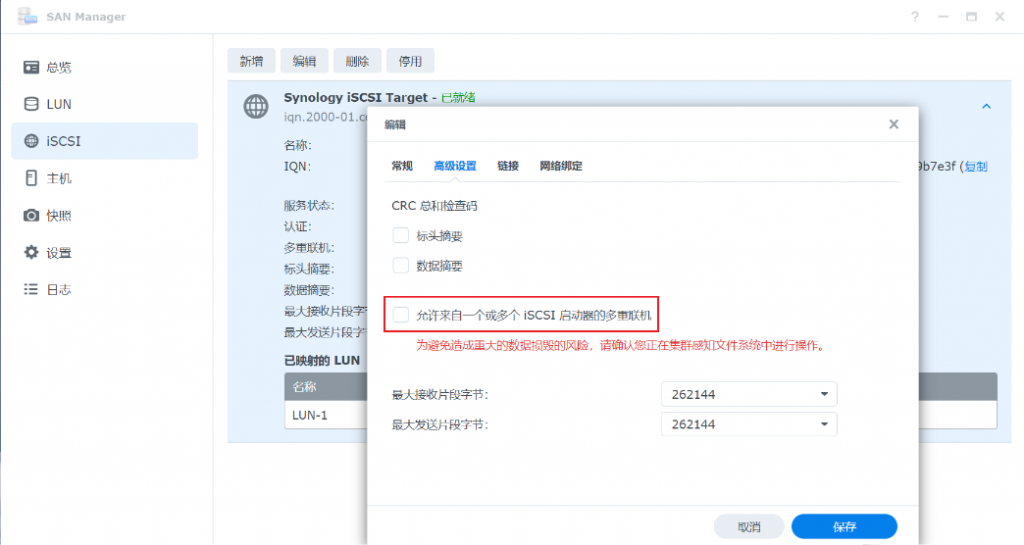 SAN Manager
总览
LUN
iSCSI
主机
快照
设置
日志
新增 编辑 删除 停用
Synology iSCSI Target - 已就绪
iqn.2000-01.co
名称:
IQN:
9b7e3f (复制
服务状态:
认证:
多重联机:
标头摘要:
数据摘要:
最大接收片段字
最大发送片段字
已映射的 LUN
名称
LUN-1
编辑
常规 高级设置 链接 网络绑定
CRC 总和检查码
标头摘要
数据摘要
允许来自一个或多个 iSCSI 启动器的多重联机
为避免造成重大的数据损毁的风险，请确认您正在集群感知文件系统中进行操作。
最大接收片段字节: 262144
最大发送片段字节: 262144
取消 保存